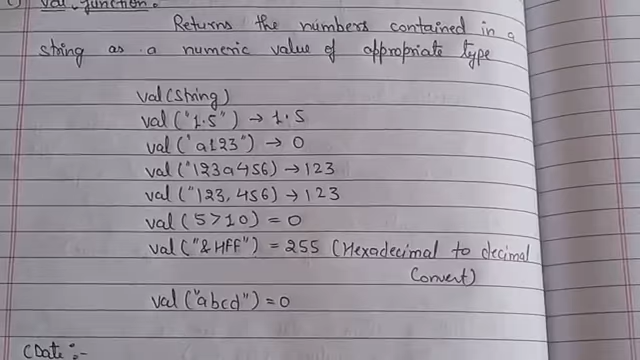 Val function :
Returns the numbers contained in a
string as a numeric value of appropriate type
val(string)
val("1.5") → 1.5
val("a123") → 0
val("123a456) → 123
val("123,456) → 123
val(5>10) = 0
val("&HFF") = 255 (Hexadecimal to decimal
Convert)
val("abcd") = 0
CDate :-